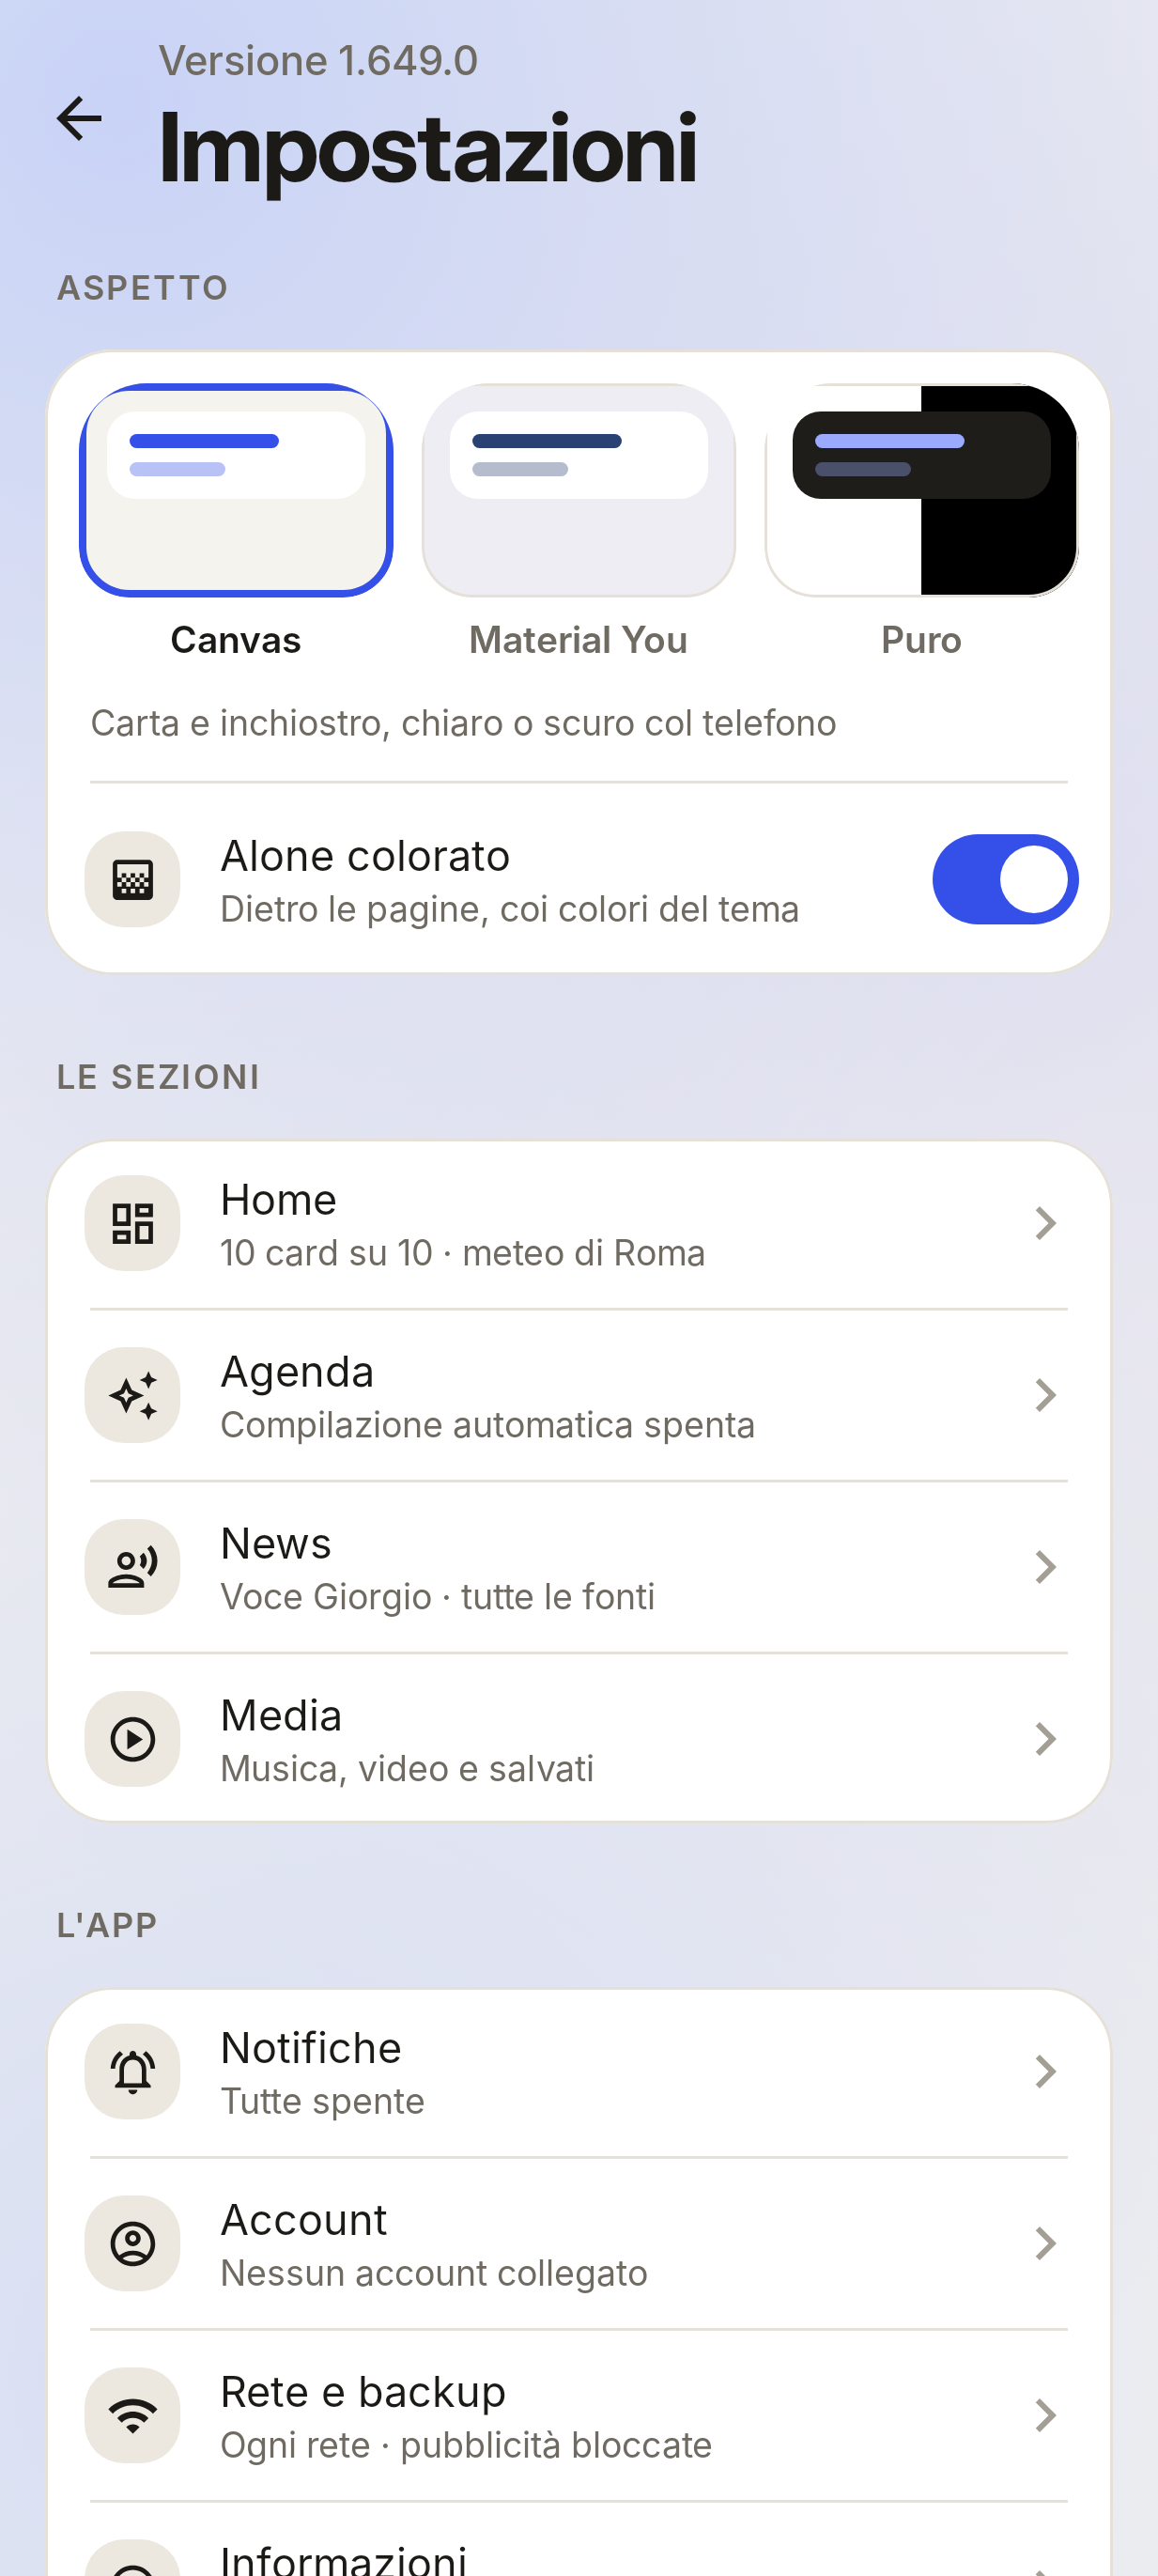 Versione 1.649.0
Impostazioni
ASPETTO
Canvas
Material You
Puro
Carta e inchiostro, chiaro o scuro col telefono
Alone colorato
Dietro le pagine, coi colori del tema
LE SEZIONI
Home
10 card su 10 · meteo di Roma
Agenda
Compilazione automatica spenta
News
Voce Giorgio · tutte le fonti
Media
Musica, video e salvati
L'APP
Notifiche
Tutte spente
Account
Nessun account collegato
Rete e backup
Ogni rete · pubblicità bloccate
Informazioni